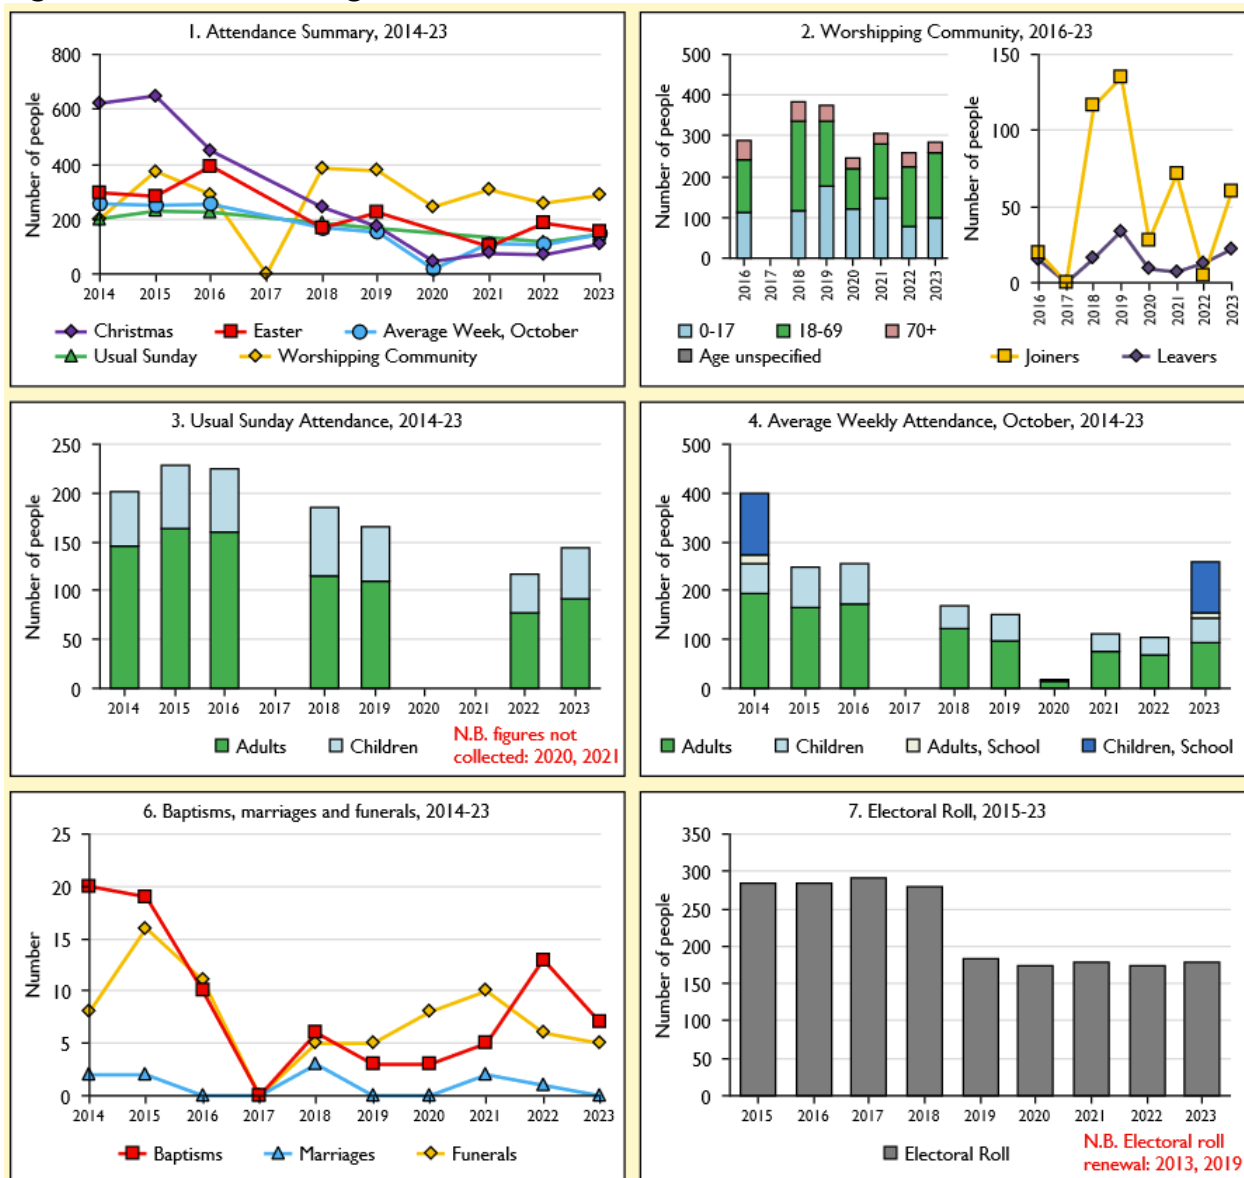 1. Attendance Summary, 2014-23
Number of people
800
600
400
200
0
2014 2015 2016 2017 2018 2019 2020 2021 2022 2023
Christmas Easter Average Week, October
Usual Sunday Worshipping Community
2. Worshipping Community, 2016-23
Number of people
500
400
300
200
100
0
2016 2017 2018 2019 2020 2021 2022 2023
0-17 18-69 70+
Age unspecified
Number of people
150
100
50
0
2016 2017 2018 2019 2020 2021 2022 2023
Joiners Leavers
3. Usual Sunday Attendance, 2014-23
Number of people
250
200
150
100
50
0
2014 2015 2016 2017 2018 2019 2020 2021 2022 2023
Adults Children
N.B. figures not
collected: 2020, 2021
4. Average Weekly Attendance, October, 2014-23
Number of people
500
400
300
200
100
0
2014 2015 2016 2017 2018 2019 2020 2021 2022 2023
Adults Children Adults, School Children, School
6. Baptisms, marriages and funerals, 2014-23
Number
25
20
15
10
5
0
2014 2015 2016 2017 2018 2019 2020 2021 2022 2023
Baptisms Marriages Funerals
7. Electoral Roll, 2015-23
Number of people
350
300
250
200
150
100
50
0
2015 2016 2017 2018 2019 2020 2021 2022 2023
Electoral Roll
N.B. Electoral roll
renewal: 2013, 2019